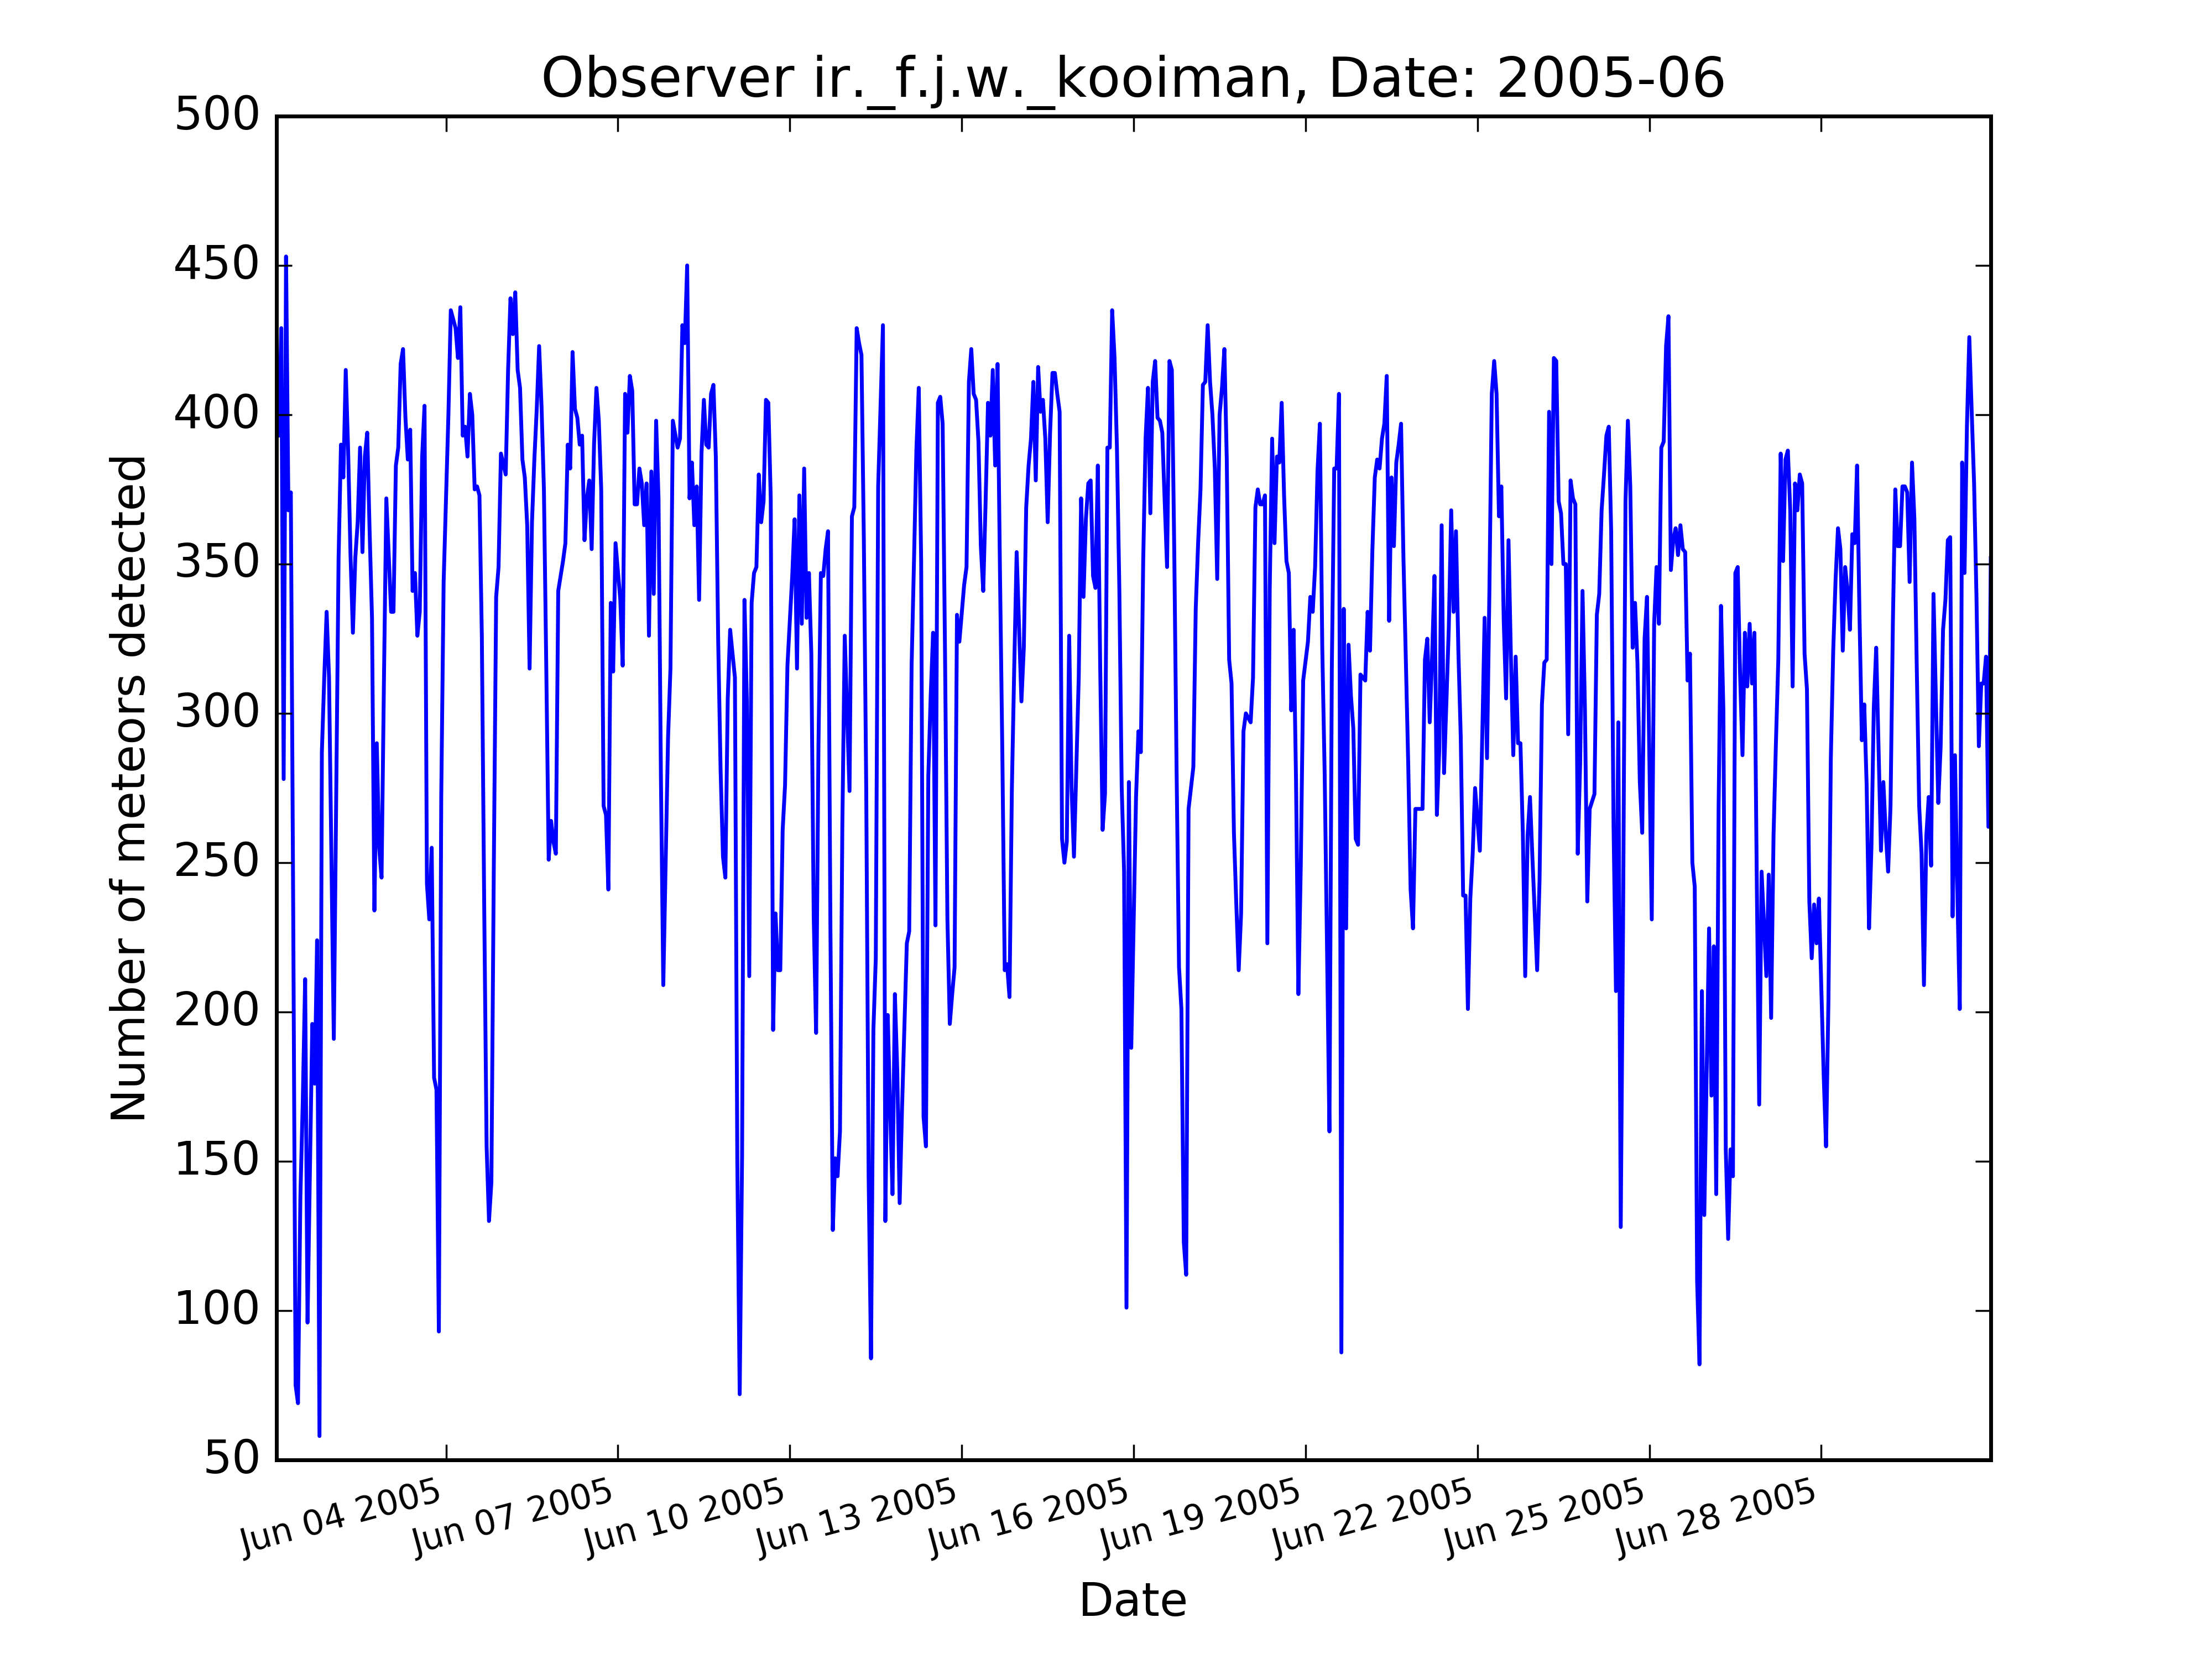 Observer ir._f.j.w._kooiman, Date: 2005-06
500
450
400
350
300
250
200
150
100
50
Number of meteors detected
Jun 04 2005
Jun 07 2005
Jun 10 2005
Jun 13 2005
Jun 16 2005
Jun 19 2005
Jun 22 2005
Jun 25 2005
Jun 28 2005
Date